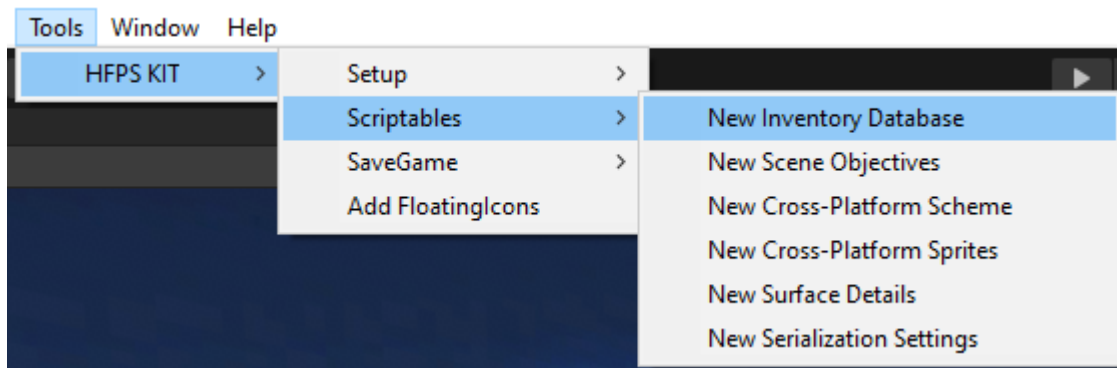 Tools Window Help
HFPS KIT
Setup
Scriptables
SaveGame
Add FloatingIcons
New Inventory Database
New Scene Objectives
New Cross-Platform Scheme
New Cross-Platform Sprites
New Surface Details
New Serialization Settings